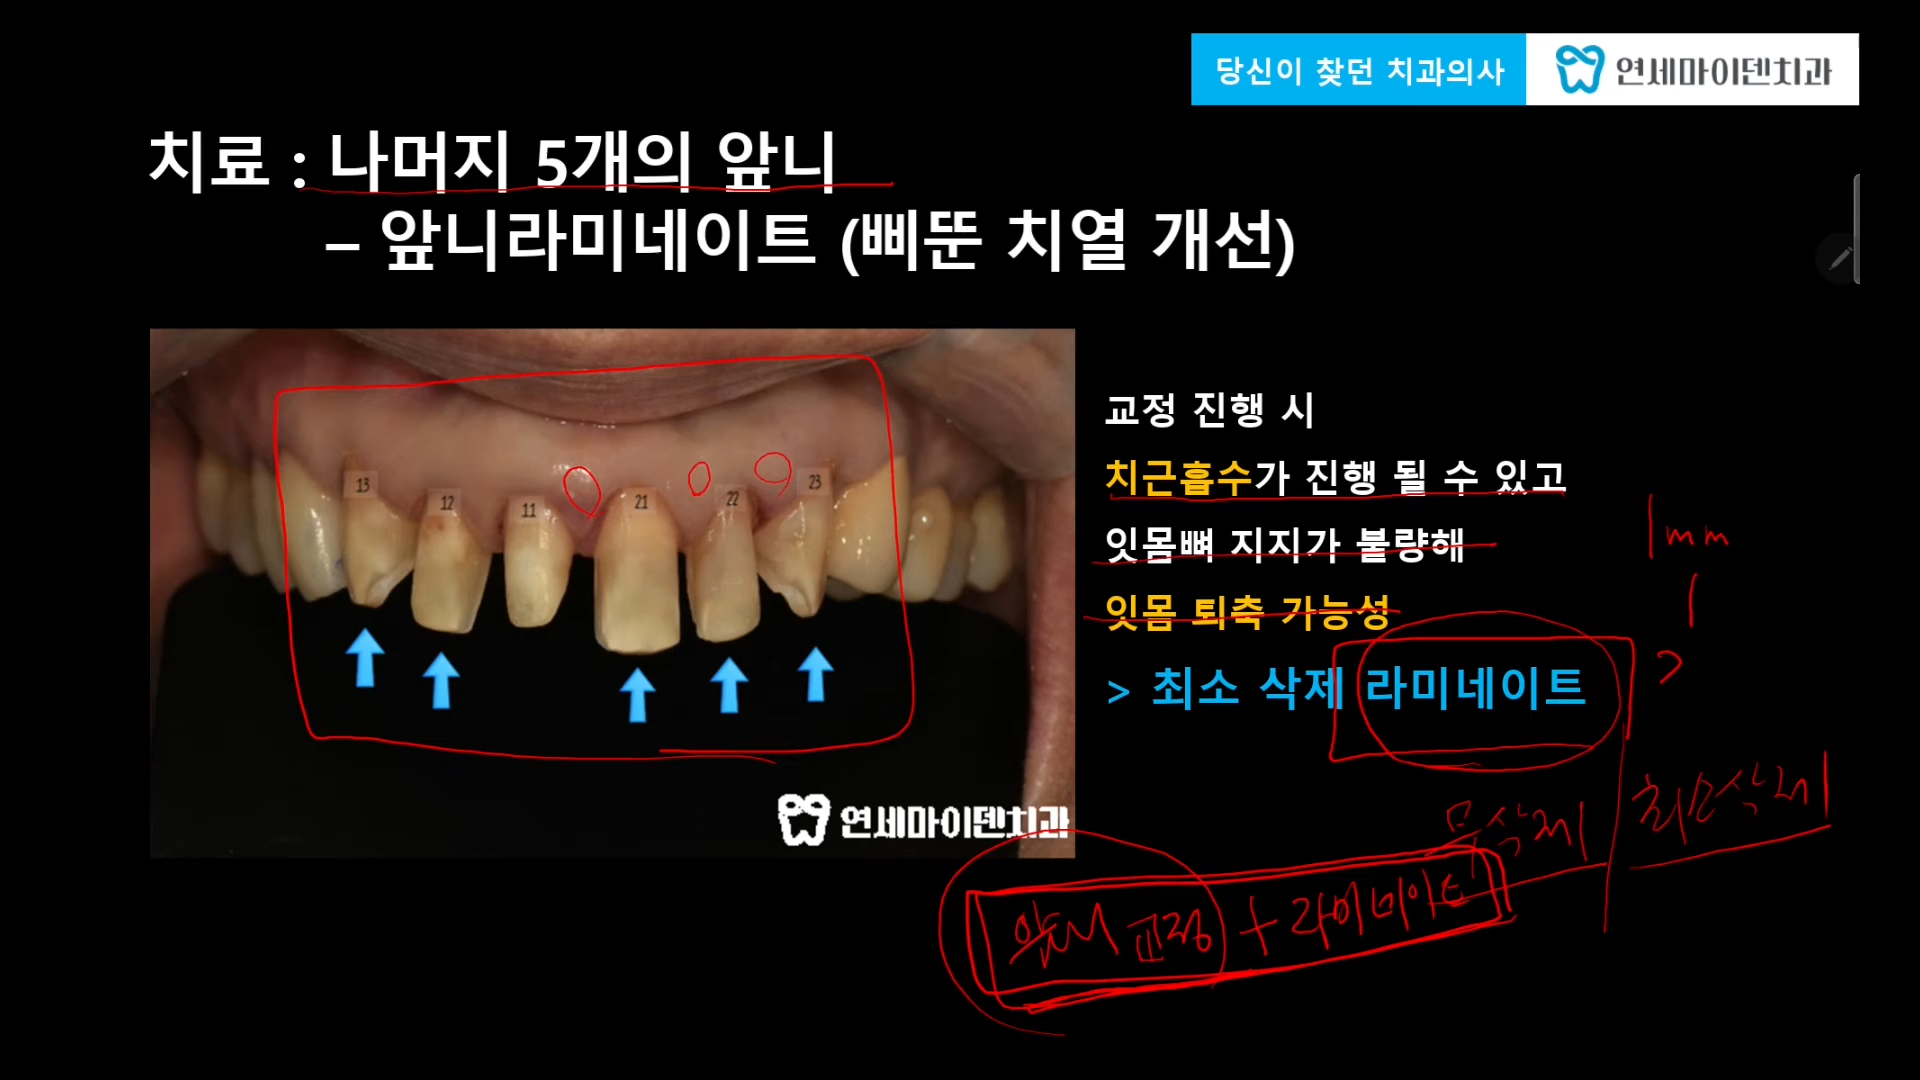 당신이 찾던 치과의사
연세마이덴치과
치료 : 나머지 5개의 앞니
– 앞니라미네이트 (삐뚠 치열 개선)
13 12 11 21 22 23
교정 진행 시
치근흡수가 진행 될 수 있고
잇몸뼈 지지가 불량해
잇몸 퇴축 가능성
> 최소 삭제 라미네이트
1mm
무삭제
최소삭제
앞니 교정 + 라미네이트
연세마이덴치과